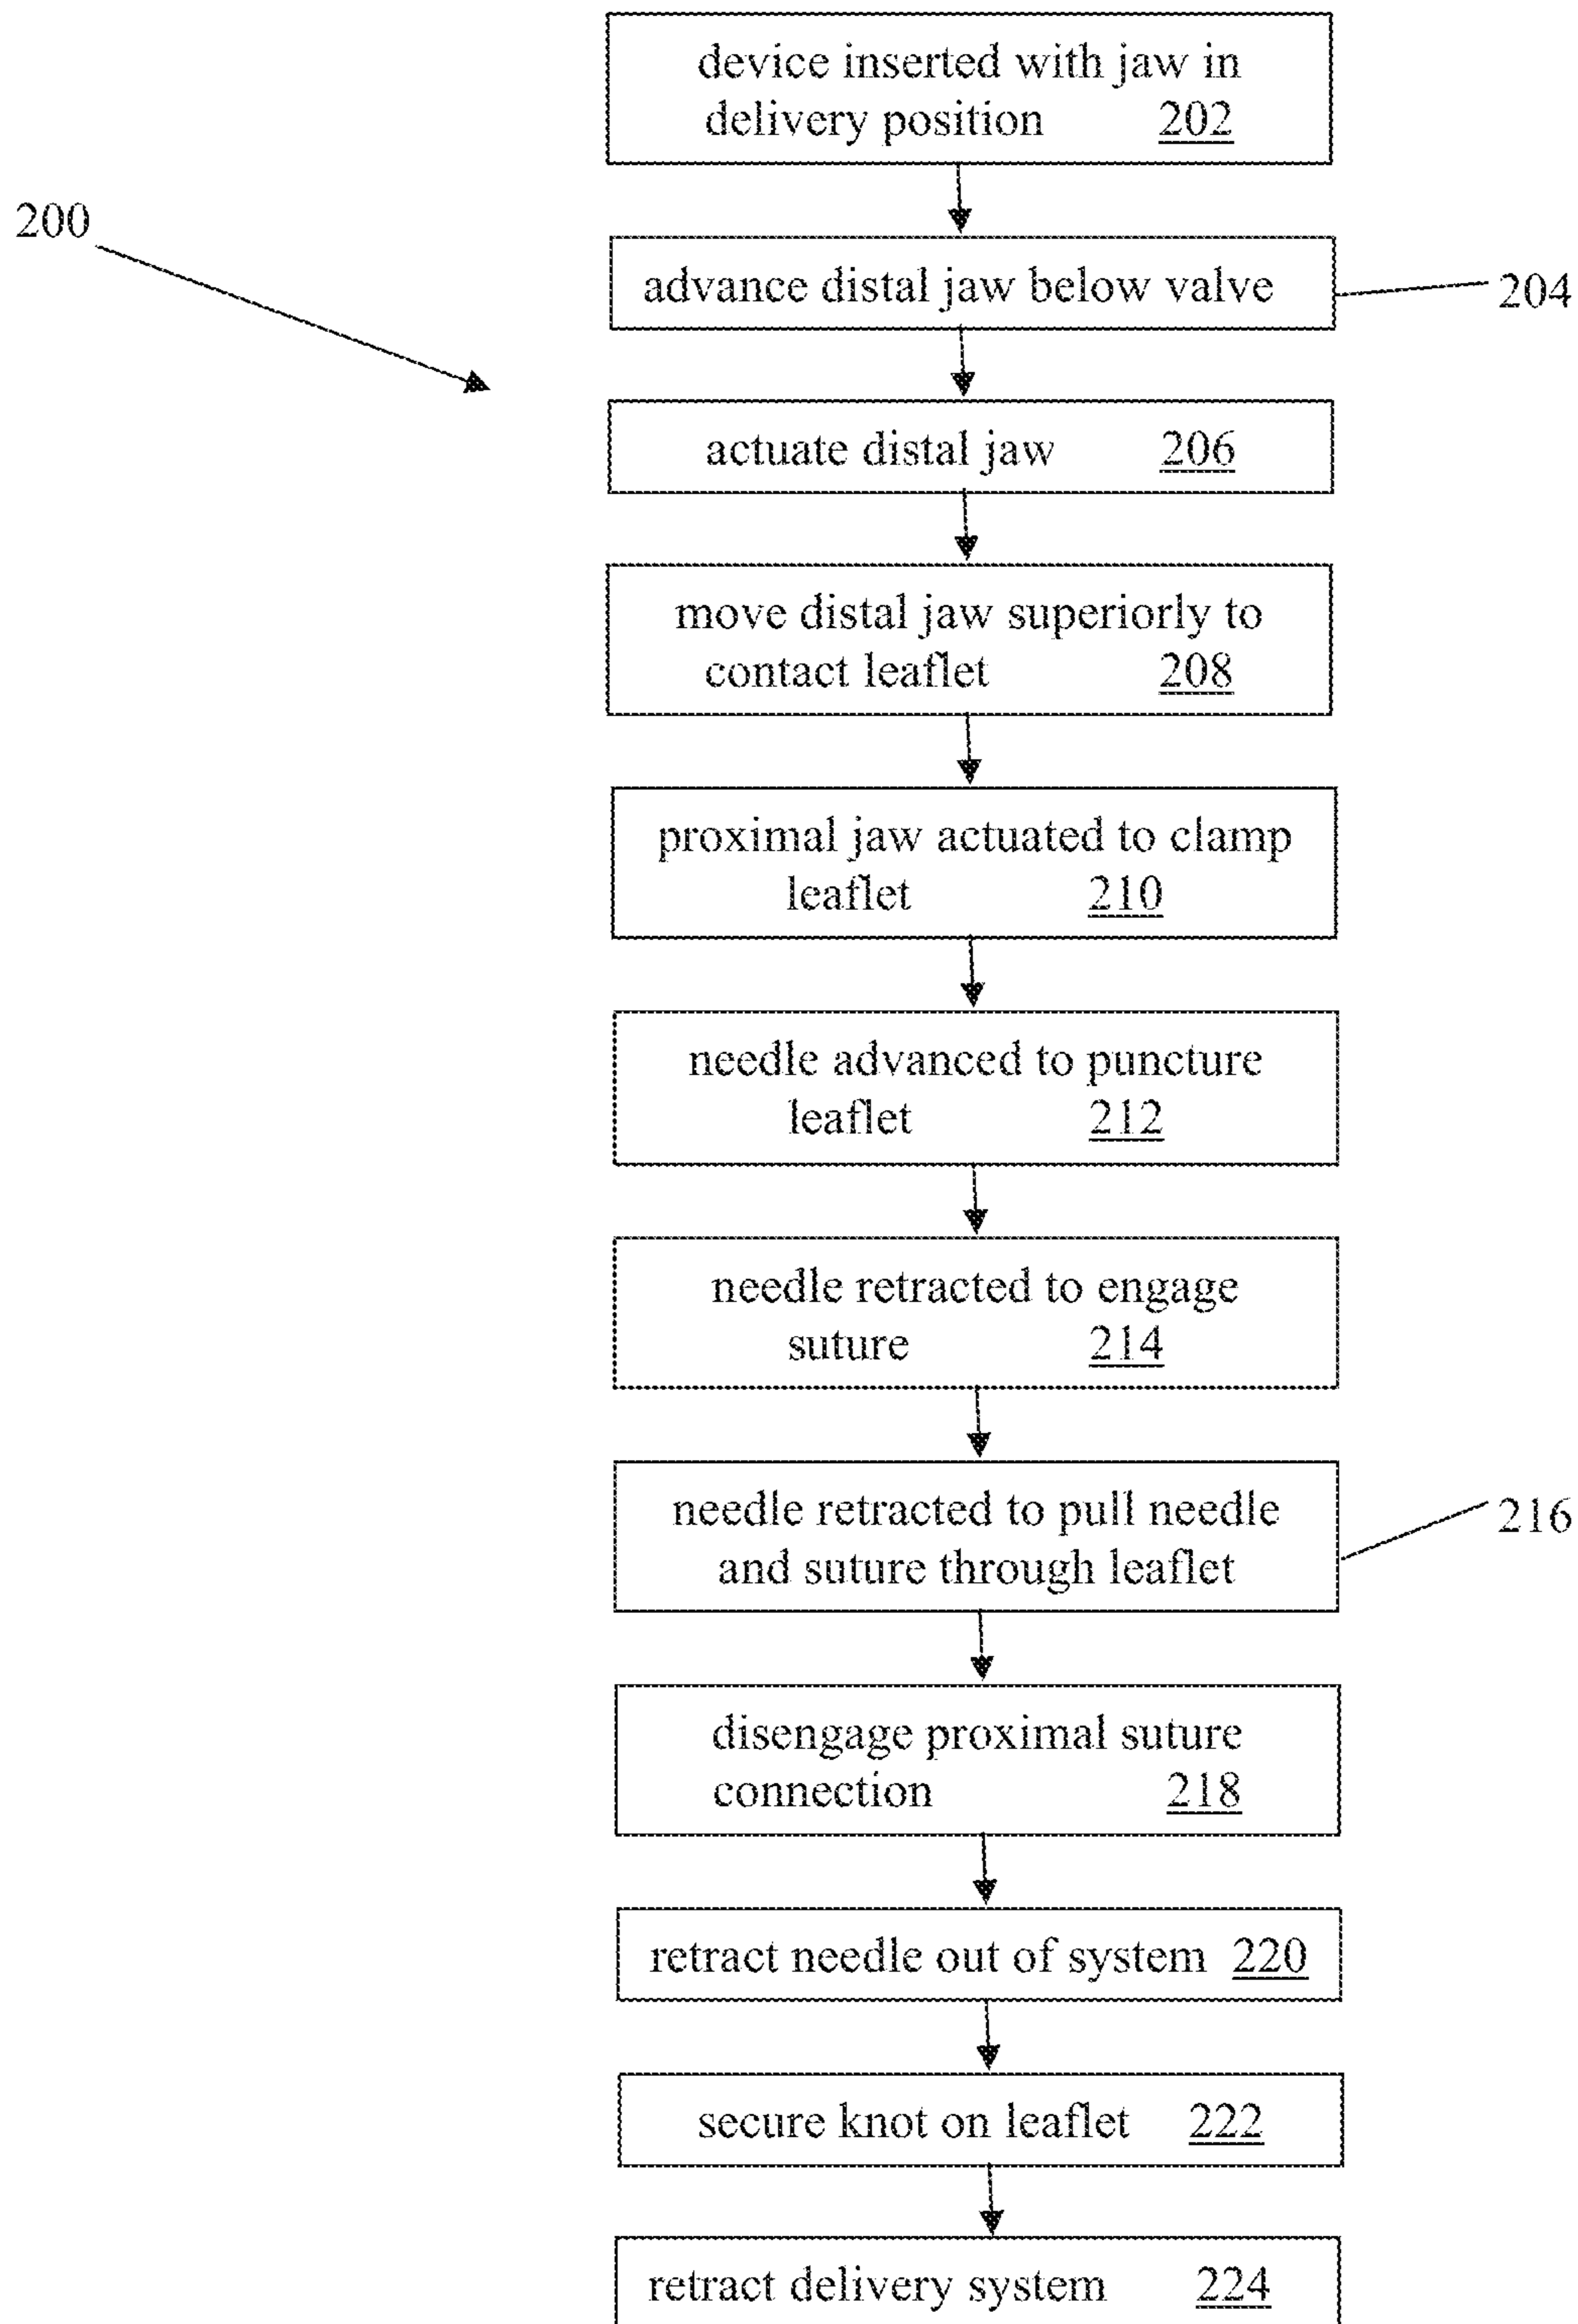 device inserted with jaw in
delivery position 202
200
advance distal jaw below valve
204
actuate distal jaw 206
move distal jaw superiorly to
contact leaflet 208
proximal jaw actuated to clamp
leaflet 210
needle advanced to puncture
leaflet 212
needle retracted to engage
suture 214
needle retracted to pull needle
and suture through leaflet
216
disengage proximal suture
connection 218
retract needle out of system 220
secure knot on leaflet 222
retract delivery system 224